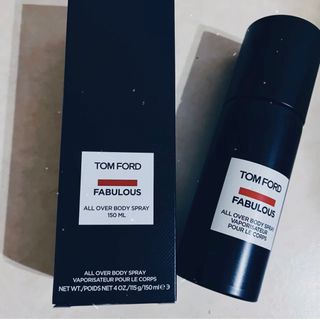 TOM FORD
FABULOUS
ALL OVER BODY SPRAY
150 ML
ALL OVER BODY SPRAY
VAPORISATEUR POUR LE CORPS
NET WT./POIDS NET 4 OZ./115 g/150 ml ℮
TOM FORD
FABULOUS
ALL OVER BODY SPRAY
VAPORISATEUR
POUR LE CORPS